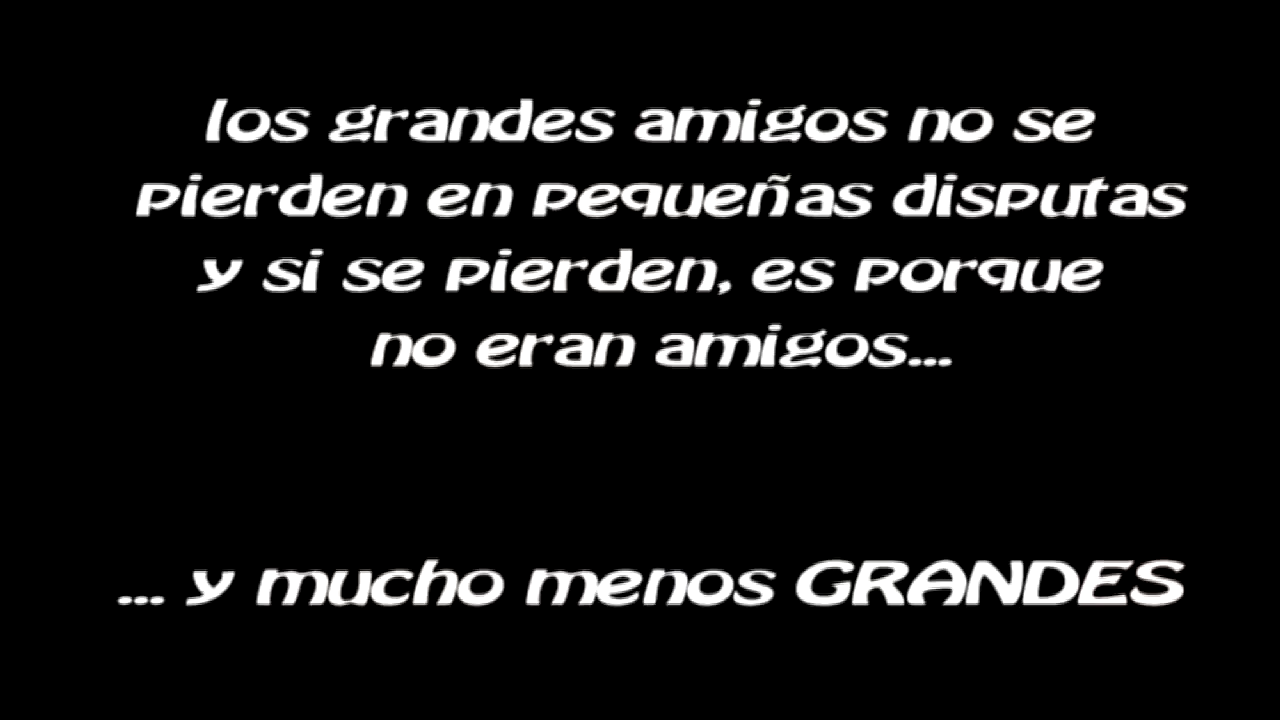 los grandes amigos no se
pierden en pequeñas disputas
y si se pierden, es porque
no eran amigos...
... y mucho menos GRANDES